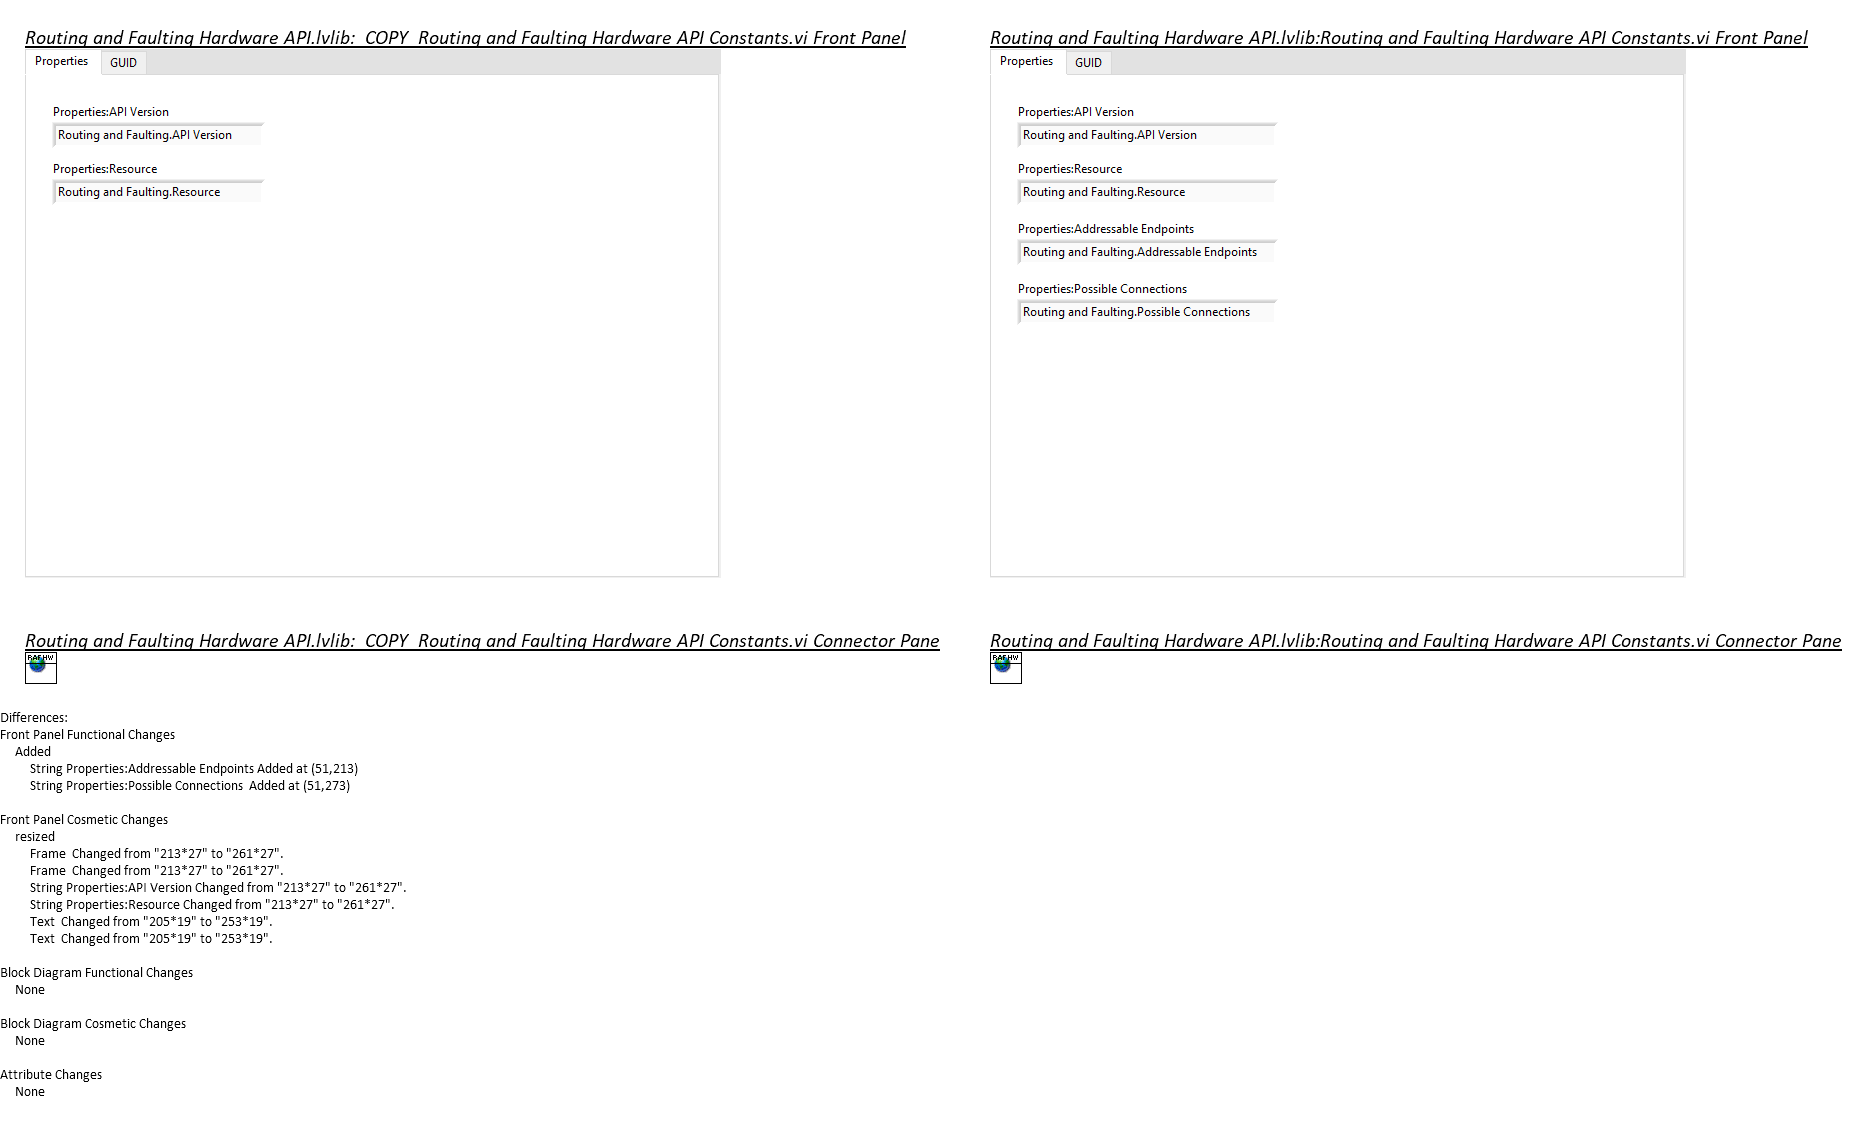 Routing and Faulting Hardware API.lvlib:_COPY_Routing and Faulting Hardware API Constants.vi Front Panel
Properties GUID
Properties:API Version
Routing and Faulting.API Version
Properties:Resource
Routing and Faulting.Resource
Routing and Faulting Hardware API.lvlib:Routing and Faulting Hardware API Constants.vi Front Panel
Properties GUID
Properties:API Version
Routing and Faulting.API Version
Properties:Resource
Routing and Faulting.Resource
Properties:Addressable Endpoints
Routing and Faulting.Addressable Endpoints
Properties:Possible Connections
Routing and Faulting.Possible Connections
Routing and Faulting Hardware API.lvlib:_COPY_Routing and Faulting Hardware API Constants.vi Connector Pane
RAFHW
Routing and Faulting Hardware API.lvlib:Routing and Faulting Hardware API Constants.vi Connector Pane
RAFHW
Differences:
Front Panel Functional Changes
Added
String Properties:Addressable Endpoints Added at (51,213)
String Properties:Possible Connections  Added at (51,273)
Front Panel Cosmetic Changes
resized
Frame  Changed from "213*27" to "261*27".
Frame  Changed from "213*27" to "261*27".
String Properties:API Version Changed from "213*27" to "261*27".
String Properties:Resource Changed from "213*27" to "261*27".
Text  Changed from "205*19" to "253*19".
Text  Changed from "205*19" to "253*19".
Block Diagram Functional Changes
None
Block Diagram Cosmetic Changes
None
Attribute Changes
None